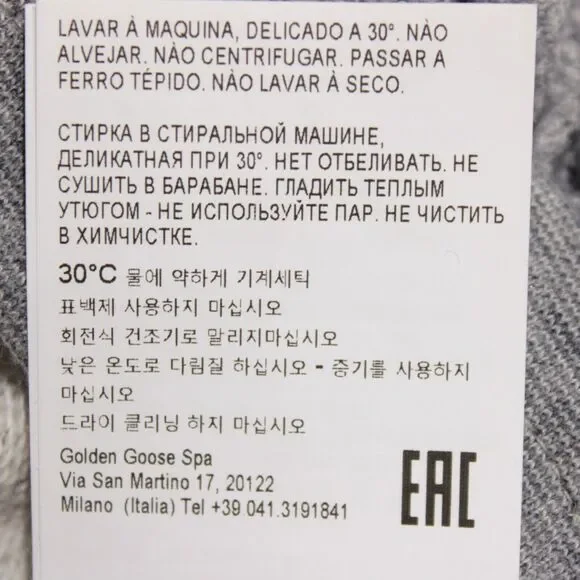 LAVAR À MAQUINA, DELICADO A 30°. NÃO
ALVEJAR. NÃO CENTRIFUGAR. PASSAR A
FERRO TÉPIDO. NÃO LAVAR À SECO.
СТИРКА В СТИРАЛЬНОЙ МАШИНЕ,
ДЕЛИКАТНАЯ ПРИ 30°. НЕТ ОТБЕЛИВАТЬ. НЕ
СУШИТЬ В БАРАБАНЕ. ГЛАДИТЬ ТЕПЛЫМ
УТЮГОМ - НЕ ИСПОЛЬЗУЙТЕ ПАР. НЕ ЧИСТИТЬ
В ХИМЧИСТКЕ.
30°C 물에 약하게 기계세틱
표백제 사용하지 마십시오
회전식 건조기로 말리지마십시오
낮은 온도로 다림질 하십시오 - 증기를 사용하지
마십시오
드라이 클리닝 하지 마십시오
Golden Goose Spa
Via San Martino 17, 20122
Milano (Italia) Tel +39 041.3191841
EAC